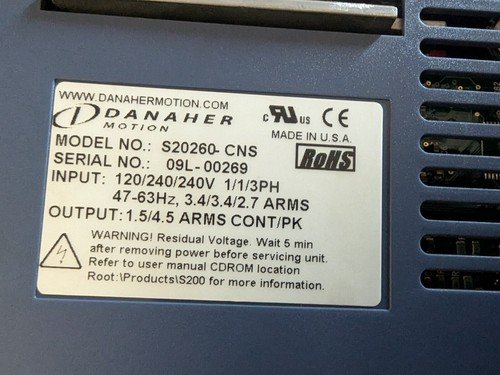 WWW.DANAHERMOTION.COM
DANAHER
MOTION
c RU US CE
MADE IN U.S.A.
RoHS
MODEL NO.: S20260-CNS
SERIAL NO.: 09L-00269
INPUT: 120/240/240V 1/1/3PH
47-63Hz, 3.4/3.4/2.7 ARMS
OUTPUT: 1.5/4.5 ARMS CONT/PK
WARNING! Residual Voltage. Wait 5 min
after removing power before servicing unit.
Refer to user manual CDROM location
Root:\Products\S200 for more information.